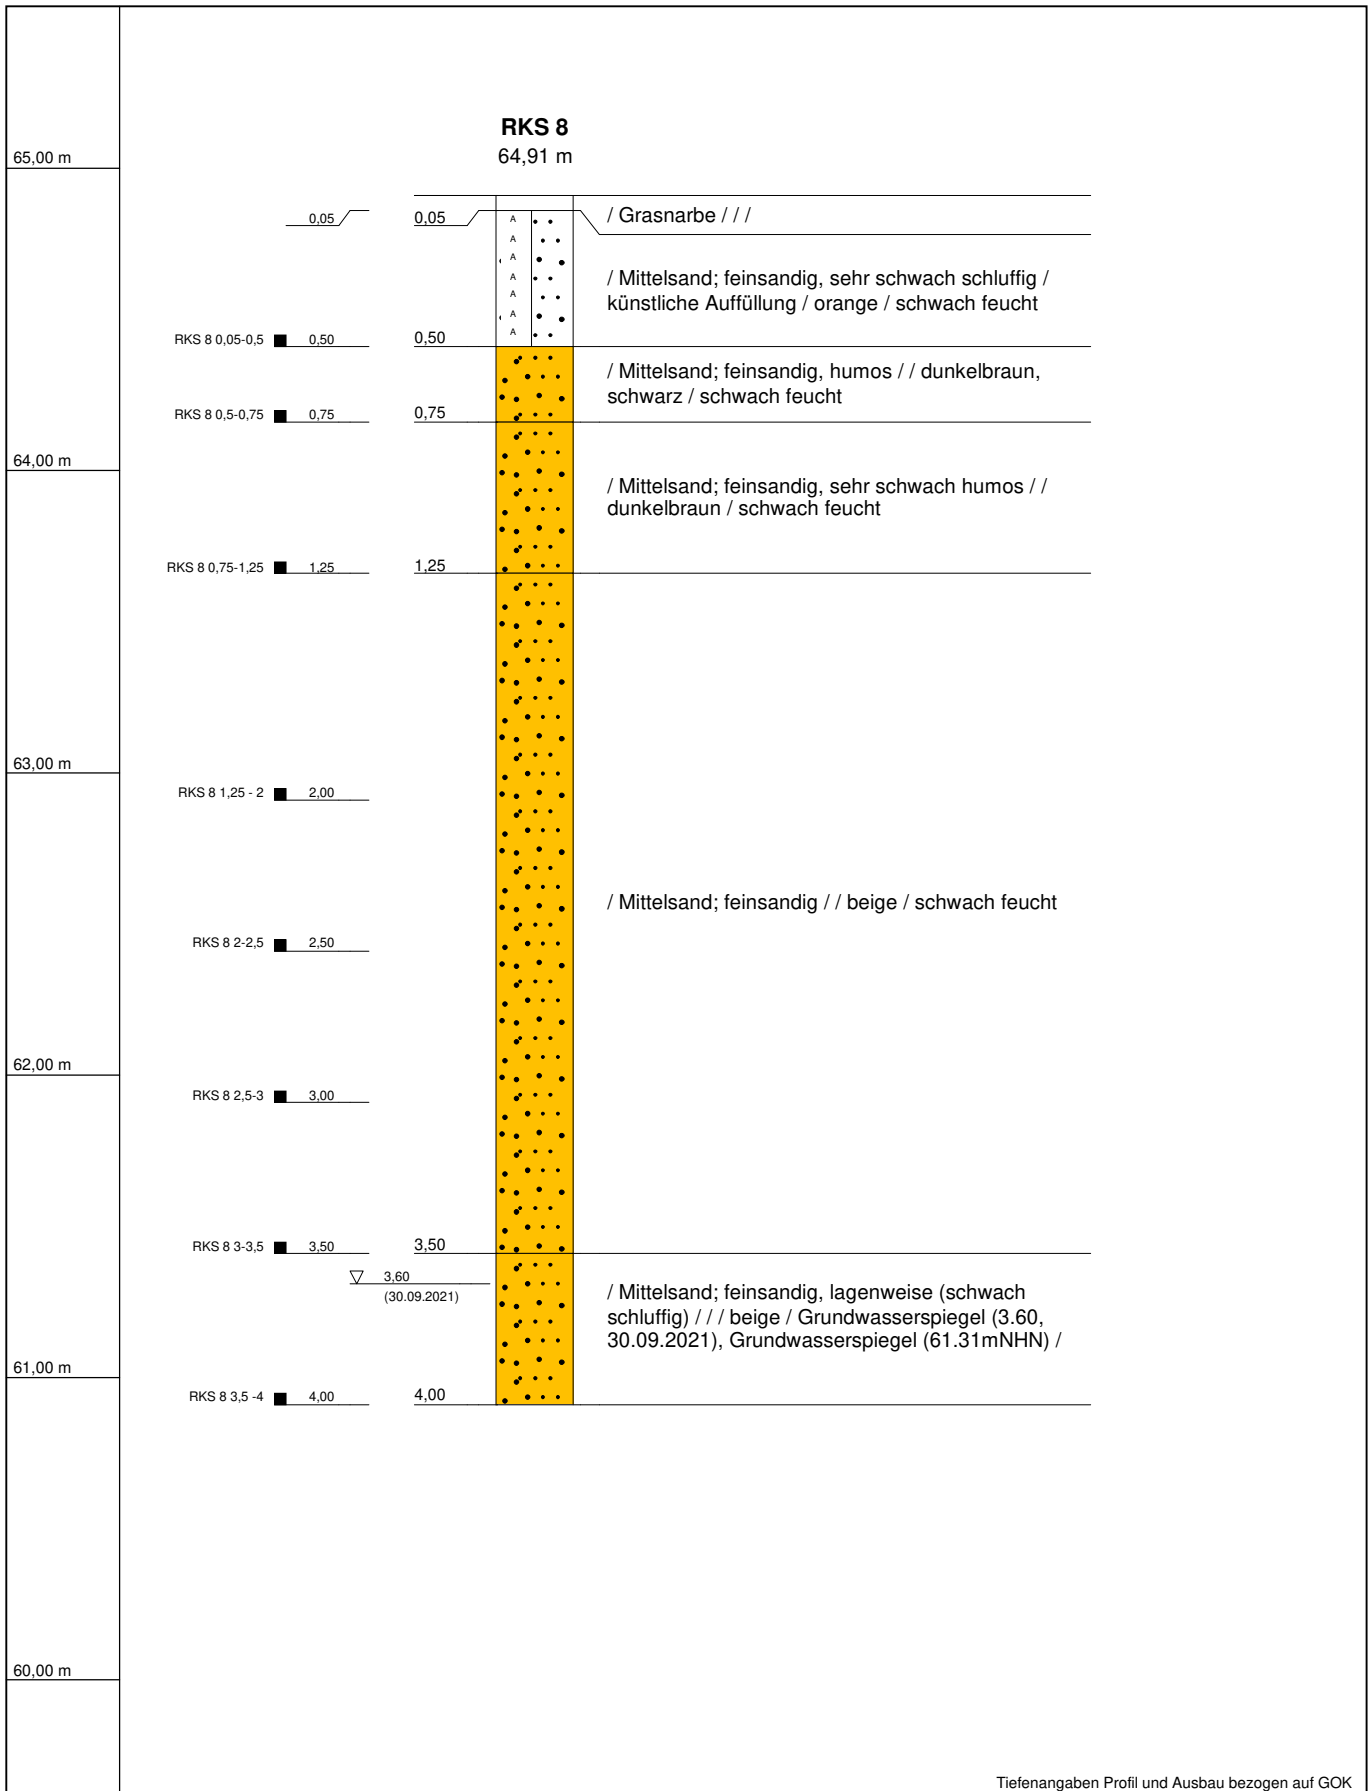 RKS 8
64,91 m
65,00 m
0,05
0,05
/ Grasnarbe / / /
A
A
A
A
A
A
A
/ Mittelsand; feinsandig, sehr schwach schluffig /
künstliche Auffüllung / orange / schwach feucht
RKS 8 0,05-0,5
0,50
0,50
/ Mittelsand; feinsandig, humos / / dunkelbraun,
schwarz / schwach feucht
RKS 8 0,5-0,75
0,75
0,75
64,00 m
/ Mittelsand; feinsandig, sehr schwach humos / /
dunkelbraun / schwach feucht
RKS 8 0,75-1,25
1,25
1,25
63,00 m
RKS 8 1,25 - 2
2,00
/ Mittelsand; feinsandig / / beige / schwach feucht
RKS 8 2-2,5
2,50
62,00 m
RKS 8 2,5-3
3,00
RKS 8 3-3,5
3,50
3,50
3,60
(30.09.2021)
/ Mittelsand; feinsandig, lagenweise (schwach
schluffig) / / / beige / Grundwasserspiegel (3.60,
30.09.2021), Grundwasserspiegel (61.31mNHN) /
61,00 m
RKS 8 3,5 -4
4,00
4,00
60,00 m
Tiefenangaben Profil und Ausbau bezogen auf GOK